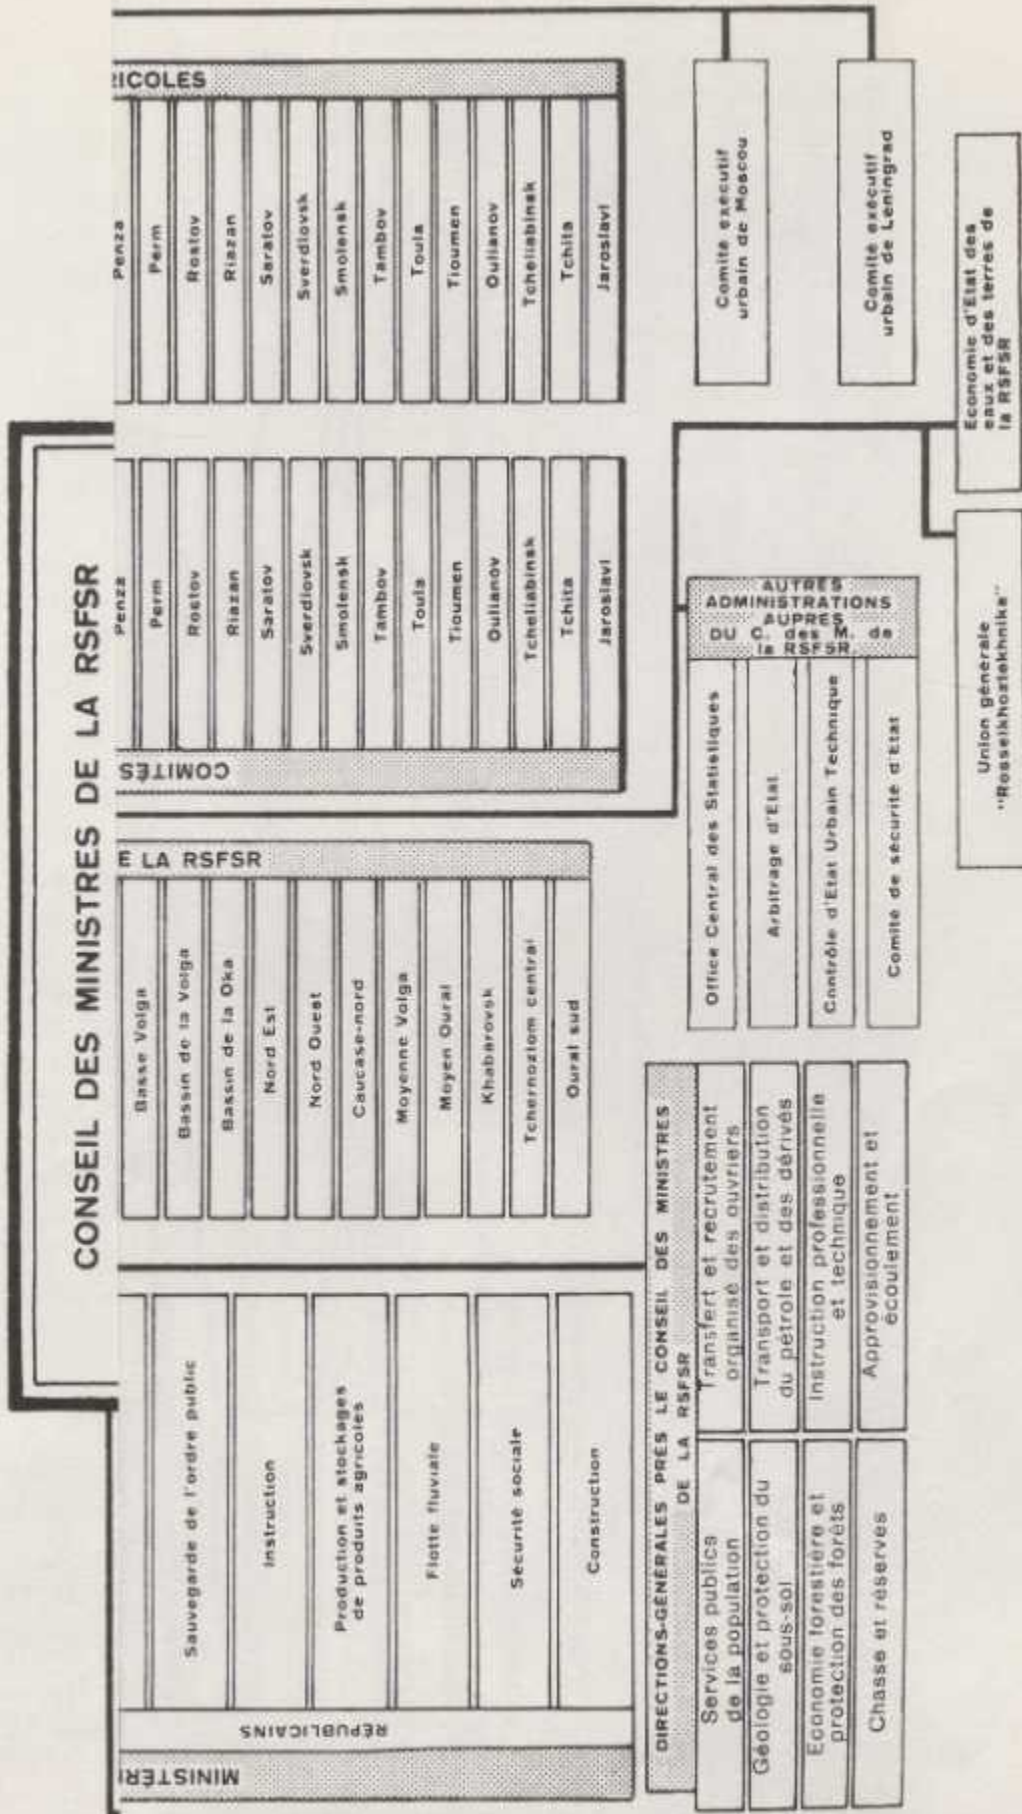 CONSEIL DES MINISTRES DE LA RSFSR
MINISTÈRE
RÉPUBLICAINS
Sauvegarde de l'ordre public
Instruction
Production et stockages
de produits agricoles
Flotte fluviale
Sécurité sociale
Construction
E LA RSFSR
Basse Volga
Bassin de la Volga
Bassin de la Oka
Nord Est
Nord Ouest
Caucase-nord
Moyenne Volga
Moyen Oural
Khabarovsk
Tchernoziom central
Oural sud
COMITÉS
Penza
Perm
Rostov
Riazan
Saratov
Sverdlovsk
Smolensk
Tambov
Toula
Tioumen
Oulianov
Tcheliabinsk
Tchita
Jaroslavl
RICOLES
Penza
Perm
Rostov
Riazan
Saratov
Sverdlovsk
Smolensk
Tambov
Toula
Tioumen
Oulianov
Tcheliabinsk
Tchita
Jaroslavl
DIRECTIONS-GÉNÉRALES PRÈS LE CONSEIL DES MINISTRES
DE LA RSFSR
Services publics
de la population
Géologie et protection du
sous-sol
Economie forestière et
protection des forêts
Chasse et réserves
Transfert et recrutement
organisé des ouvriers
Transport et distribution
du pétrole et des dérivés
Instruction professionnelle
et technique
Approvisionnement et
écoulement
AUTRES
ADMINISTRATIONS
AUPRÈS
DU C. des M. de
la RSFSR
Office Central des Statistiques
Arbitrage d'Etat
Contrôle d'Etat Urbain Technique
Comité de sécurité d'Etat
Comité exécutif
urbain de Moscou
Comité exécutif
urbain de Leningrad
Union générale
"Rosselkhoztekhnika"
Economie d'Etat des
eaux et des terres de
la RSFSR